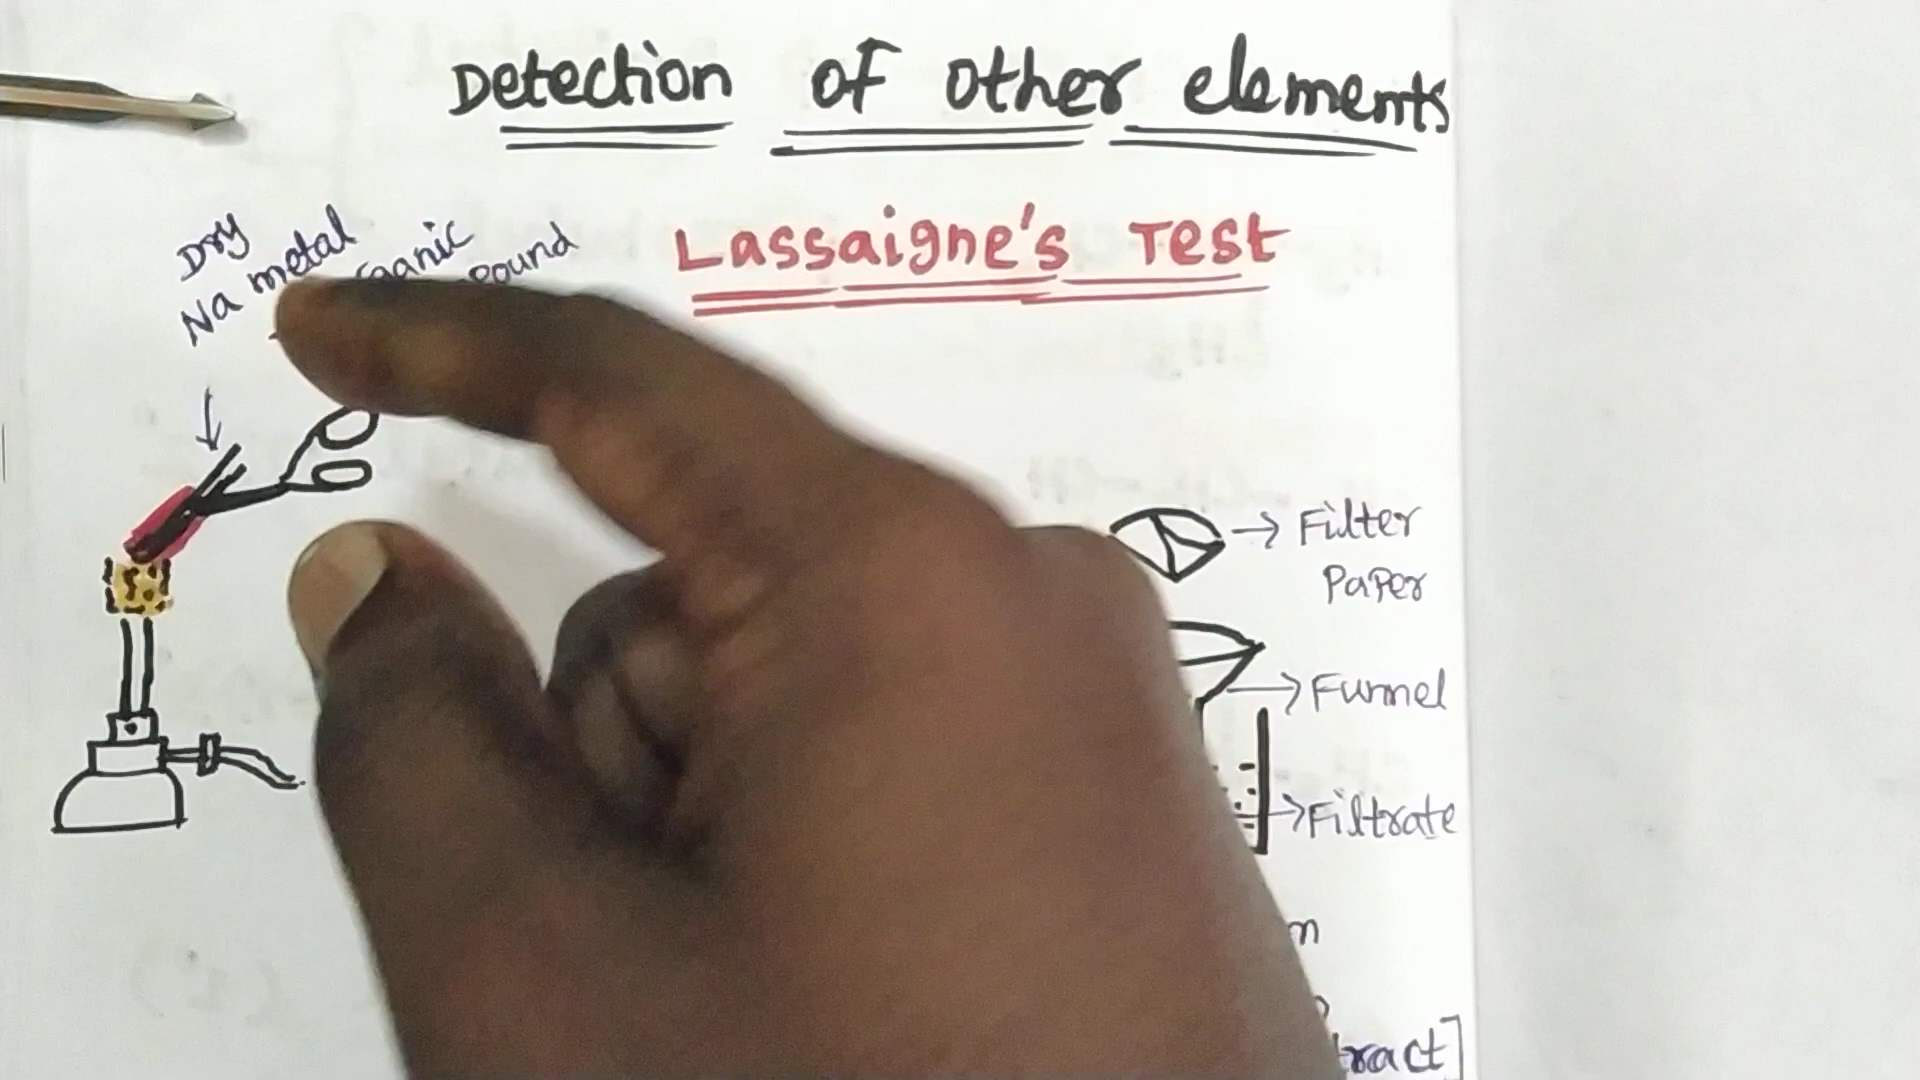 Detection of other elements
Lassaigne's Test
Dry
Na metal
Filter
Paper
Funnel
Filtrate